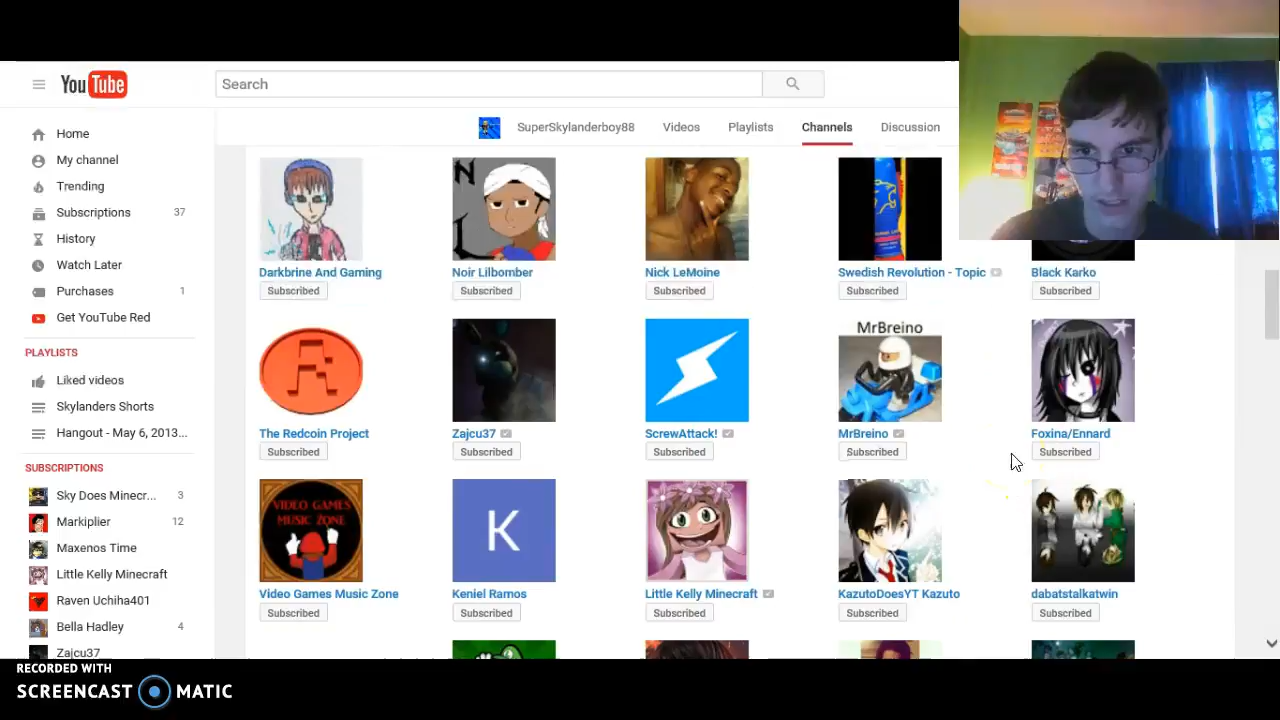 YouTube
Search
SuperSkylanderboy88 Videos Playlists Channels Discussion
Home
My channel
Trending
Subscriptions 37
History
Watch Later
Purchases 1
Get YouTube Red
PLAYLISTS
Liked videos
Skylanders Shorts
Hangout - May 6, 2013...
SUBSCRIPTIONS
Sky Does Minecr... 3
Markiplier 12
Maxenos Time
Little Kelly Minecraft
Raven Uchiha401
Bella Hadley 4
Zajcu37
N
L
Darkbrine And Gaming Noir Lilbomber Nick LeMoine Swedish Revolution - Topic Black Karko
Subscribed Subscribed Subscribed Subscribed Subscribed
R
MrBreino
The Redcoin Project Zajcu37 ScrewAttack! MrBreino Foxina/Ennard
Subscribed Subscribed Subscribed Subscribed Subscribed
VIDEO GAMES
MUSIC ZONE
K
Video Games Music Zone Keniel Ramos Little Kelly Minecraft KazutoDoesYT Kazuto dabatstalkatwin
Subscribed Subscribed Subscribed Subscribed Subscribed
RECORDED WITH
SCREENCAST MATIC